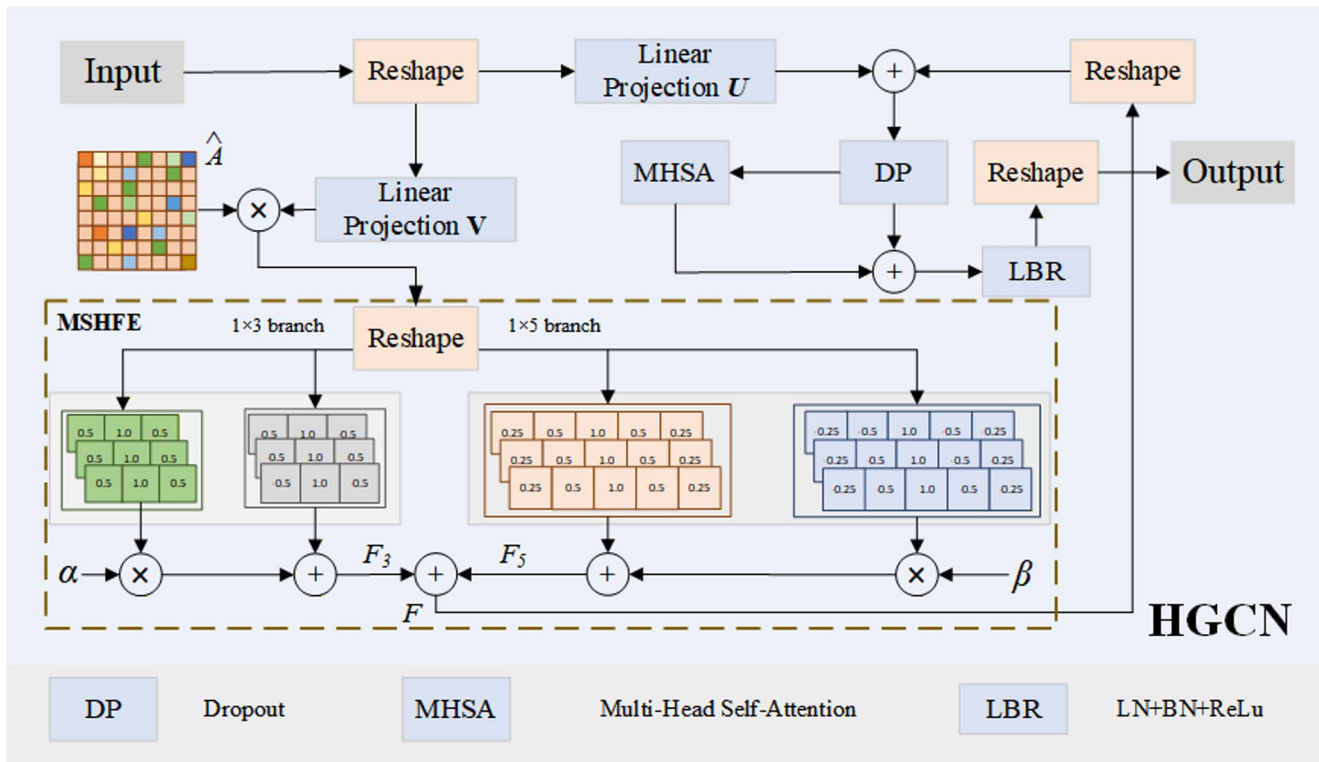 Input
Reshape
Linear
Projection U
+
Reshape
Â
Linear
Projection V
×
MHSA
DP
Reshape
Output
+
LBR
MSHFE
1×3 branch
Reshape
1×5 branch
0.5 1.0 0.5
0.5 1.0 0.5
0.5 1.0 0.5
0.5 1.0 0.5
0.5 1.0 0.5
0.5 1.0 0.5
0.25 0.5 1.0 0.5 0.25
0.25 0.5 1.0 0.5 0.25
0.25 0.5 1.0 0.5 0.25
0.25 0.5 1.0 0.5 0.25
0.25 0.5 1.0 0.5 0.25
0.25 0.5 1.0 0.5 0.25
α
×
+
F3
+
F5
+
×
β
F
HGCN
DP
Dropout
MHSA
Multi-Head Self-Attention
LBR
LN+BN+ReLu